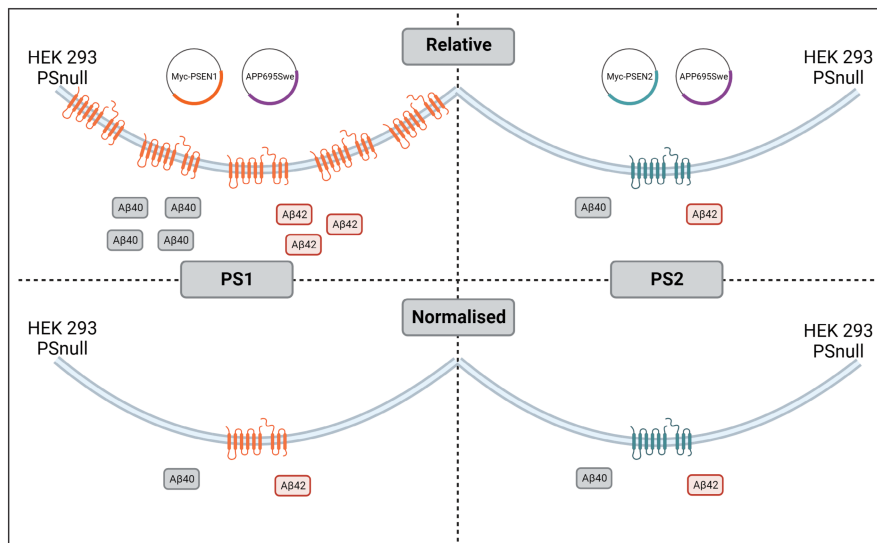 Relative
HEK 293
PSnull
Myc-PSEN1
APP695Swe
Myc-PSEN2
APP695Swe
HEK 293
PSnull
Aβ40
Aβ40
Aβ42
Aβ42
Aβ40
Aβ40
Aβ42
Aβ40
Aβ42
PS1
PS2
Normalised
HEK 293
PSnull
HEK 293
PSnull
Aβ40
Aβ42
Aβ40
Aβ42